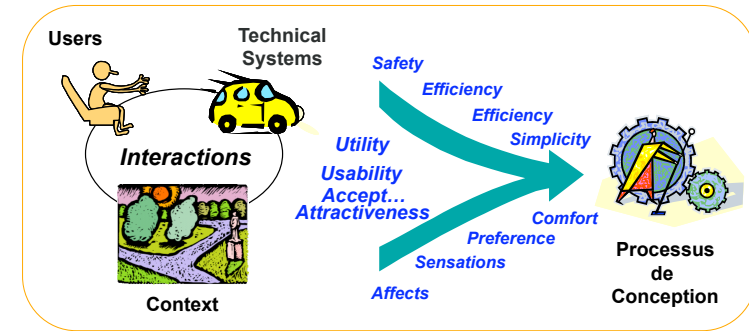 Users
Technical
Systems
Interactions
Context
Safety
Efficiency
Efficiency
Simplicity
Utility
Usability
Accept…
Attractiveness
Comfort
Preference
Sensations
Affects
Processus
de
Conception